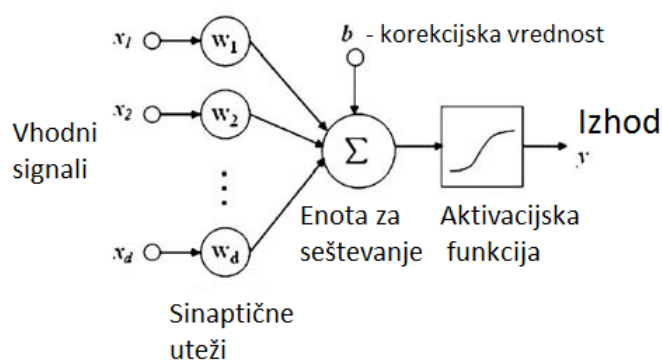 x1 w1
b - korekcijska vrednost
x2 w2
Vhodni
signali
Σ
Izhod
y
Enota za
seštevanje
Aktivacijska
funkcija
xd wd
Sinaptične
uteži